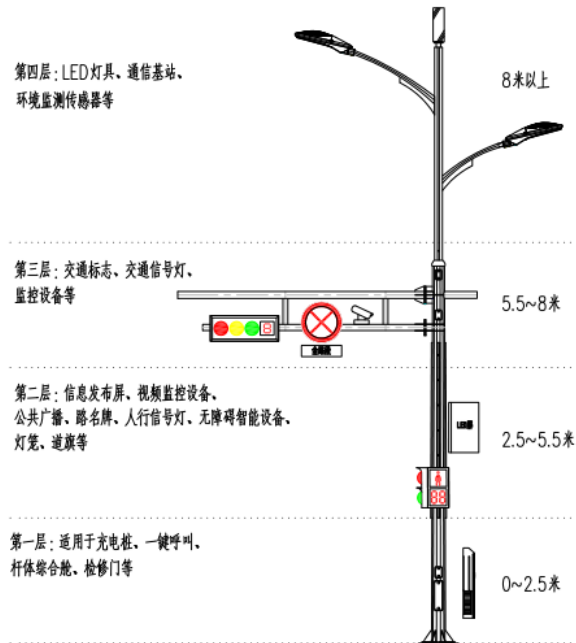 第四层：LED灯具、通信基站、
环境监测传感器等
8米以上
第三层：交通标志、交通信号灯、
监控设备等
5.5~8米
8
第二层：信息发布屏、视频监控设备、
公共广播、路名牌、人行信号灯、无障碍智能设备、
灯笼、道旗等
LED屏
2.5~5.5米
88
第一层：适用于充电桩、一键呼叫、
杆体综合舱、检修门等
0~2.5米